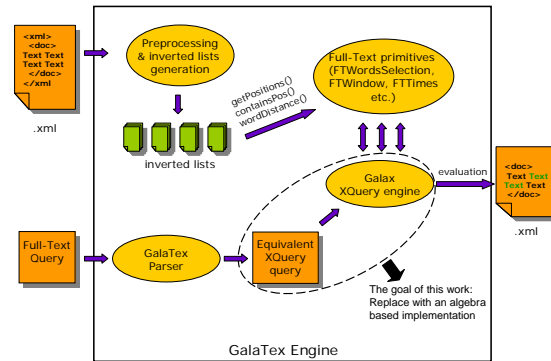 <xml>
<doc>
Text Text
Text Text
</doc>
</xml
.xml
Preprocessing
& inverted lists
generation
inverted lists
getPositions()
containsPos()
wordDistance()
Full-Text primitives
(FTWordsSelection,
FTWindow, FTTimes
etc.)
Galax
XQuery engine
evaluation
<doc>
Text Text
Text Text
</doc>
.xml
Full-Text
Query
GalaTex
Parser
Equivalent
XQuery
query
The goal of this work:
Replace with an algebra
based implementation
GalaTex Engine